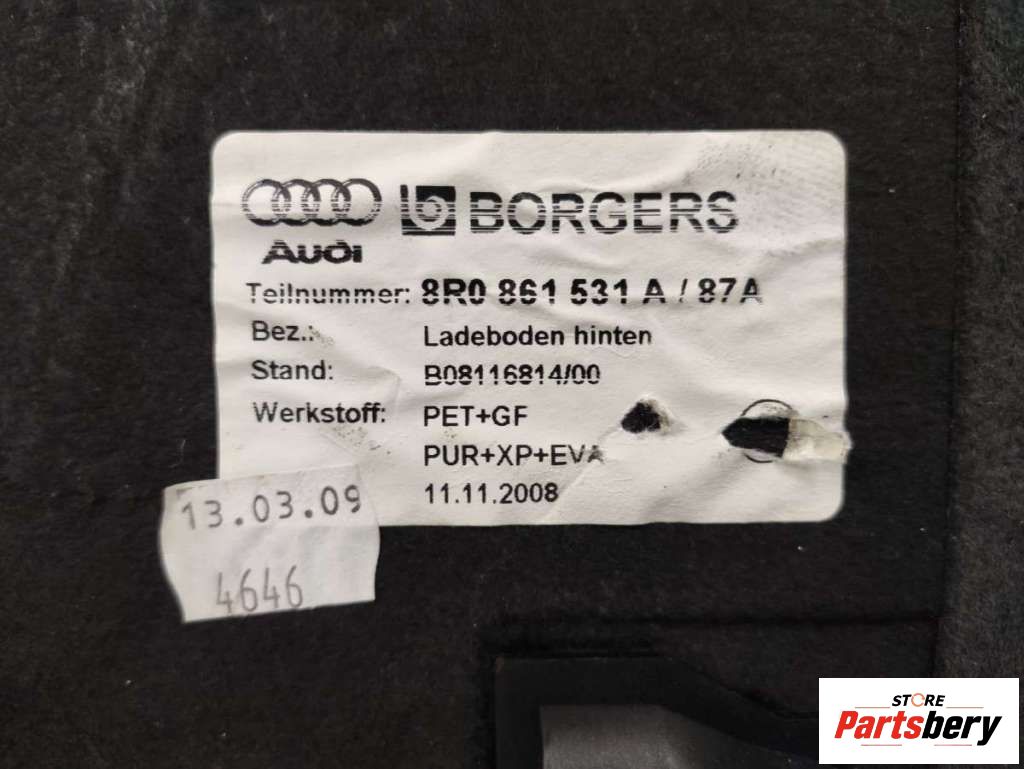 BORGERS
Audi
Teilnummer: 8R0 861 531 A / 87A
Bez.: Ladeboden hinten
Stand: B08116814/00
Werkstoff: PET+GF
PUR+XP+EVA
11.11.2008
13.03.09
4646
STORE
Partsbery